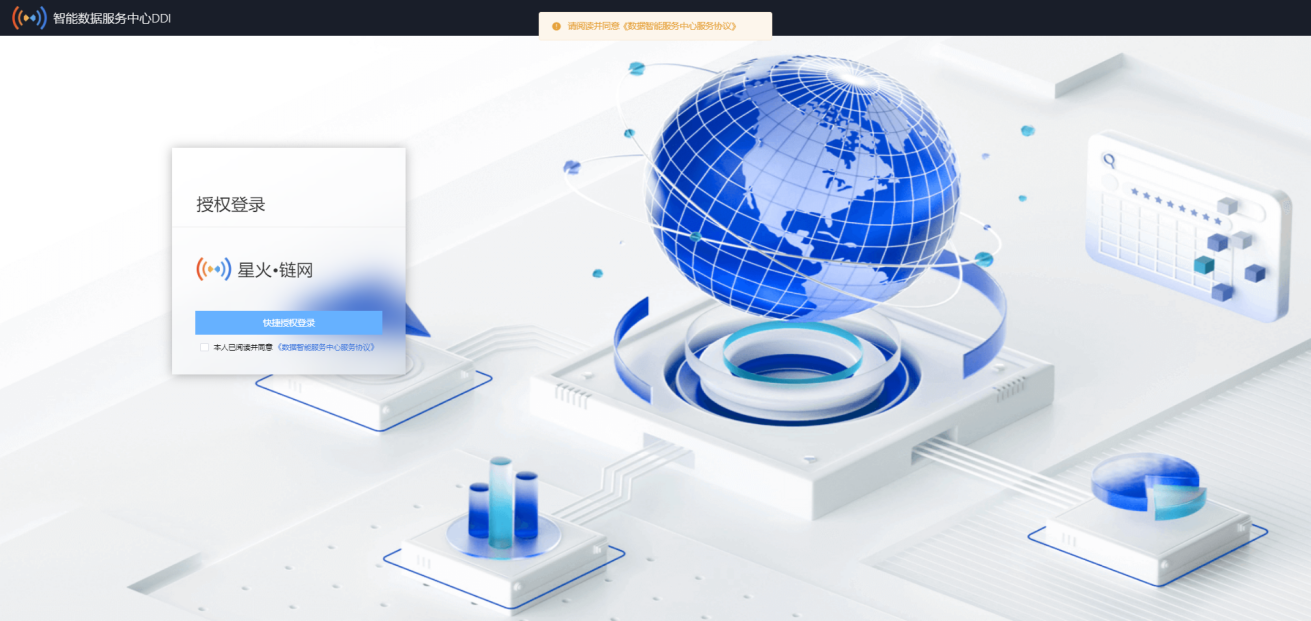 智能数据服务中心DDI
请阅读并同意《数据智能服务中心服务协议》
授权登录
星火•链网
快捷授权登录
本人已阅读并同意《数据智能服务中心服务协议》